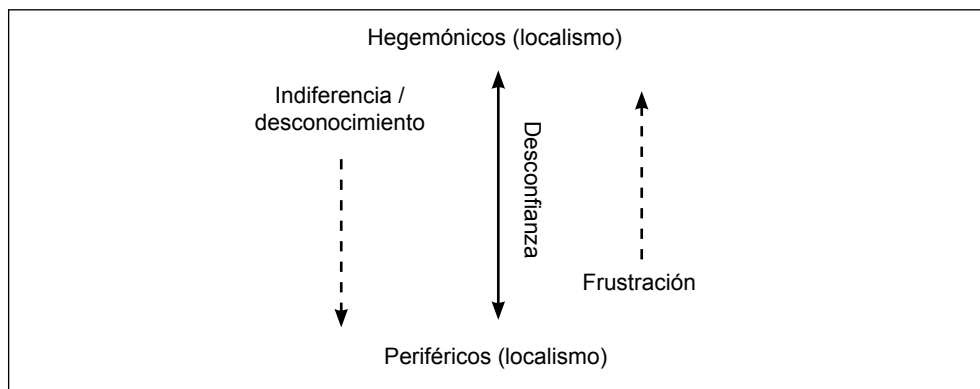 Hegemónicos (localismo)
Indiferencia /
desconocimiento
Desconfianza
Frustración
Periféricos (localismo)